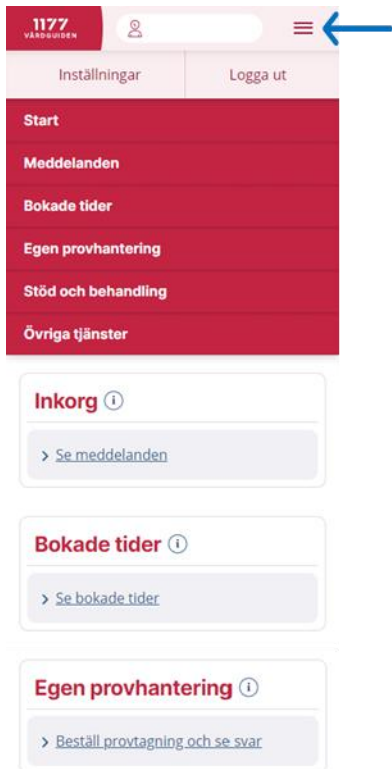 1177
VÅRDGUIDEN
Inställningar
Logga ut
Start
Meddelanden
Bokade tider
Egen provhantering
Stöd och behandling
Övriga tjänster
Inkorg
Se meddelanden
Bokade tider
Se bokade tider
Egen provhantering
Beställ provtagning och se svar